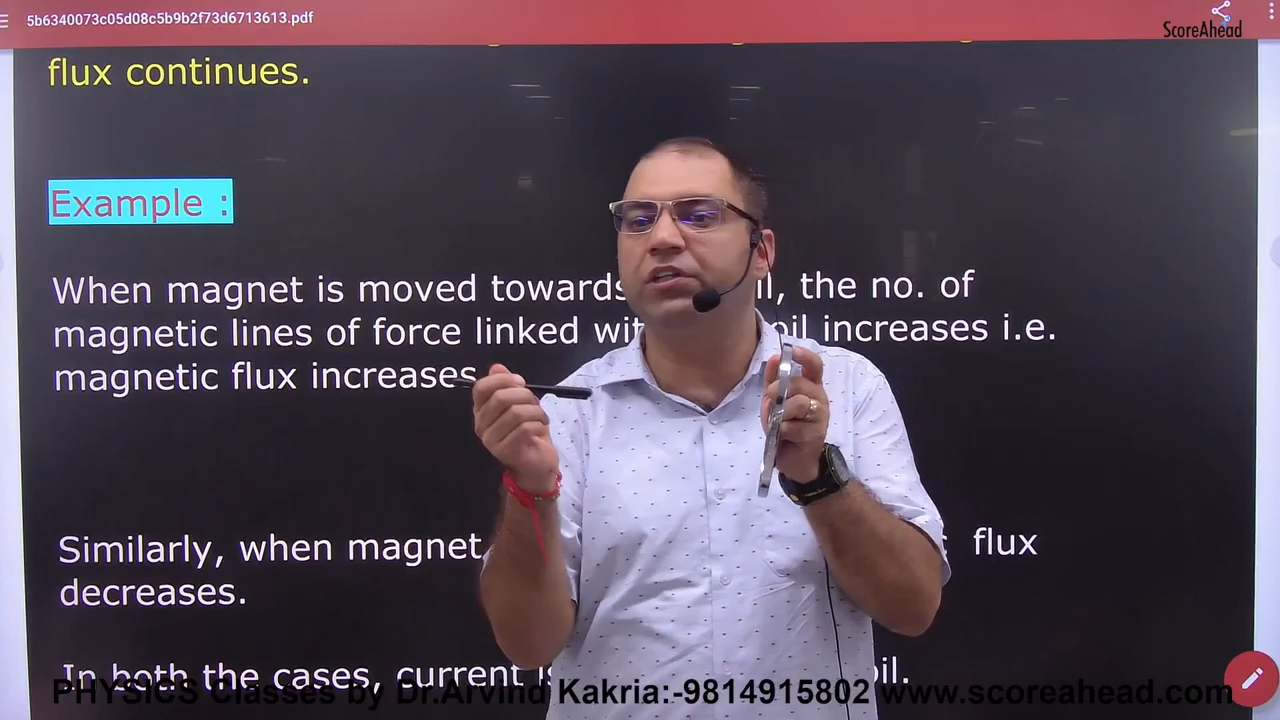 5b6340073c05d08c5b9b2f73d6713613.pdf
ScoreAhead
flux continues.
Example :
When magnet is moved towards il, the no. of
magnetic lines of force linked wit oil increases i.e.
magnetic flux increases
Similarly, when magnet flux
decreases.
In both the cases, current is oil.
PHYSICS Classes by Dr.Arvind Kakria:-9814915802 www.scoreahead.com